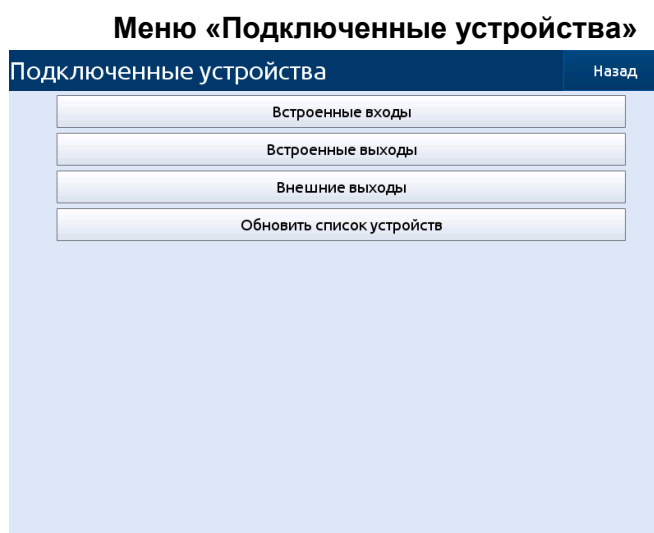 Меню «Подключенные устройства»
Подключенные устройства
Назад
Встроенные входы
Встроенные выходы
Внешние выходы
Обновить список устройств